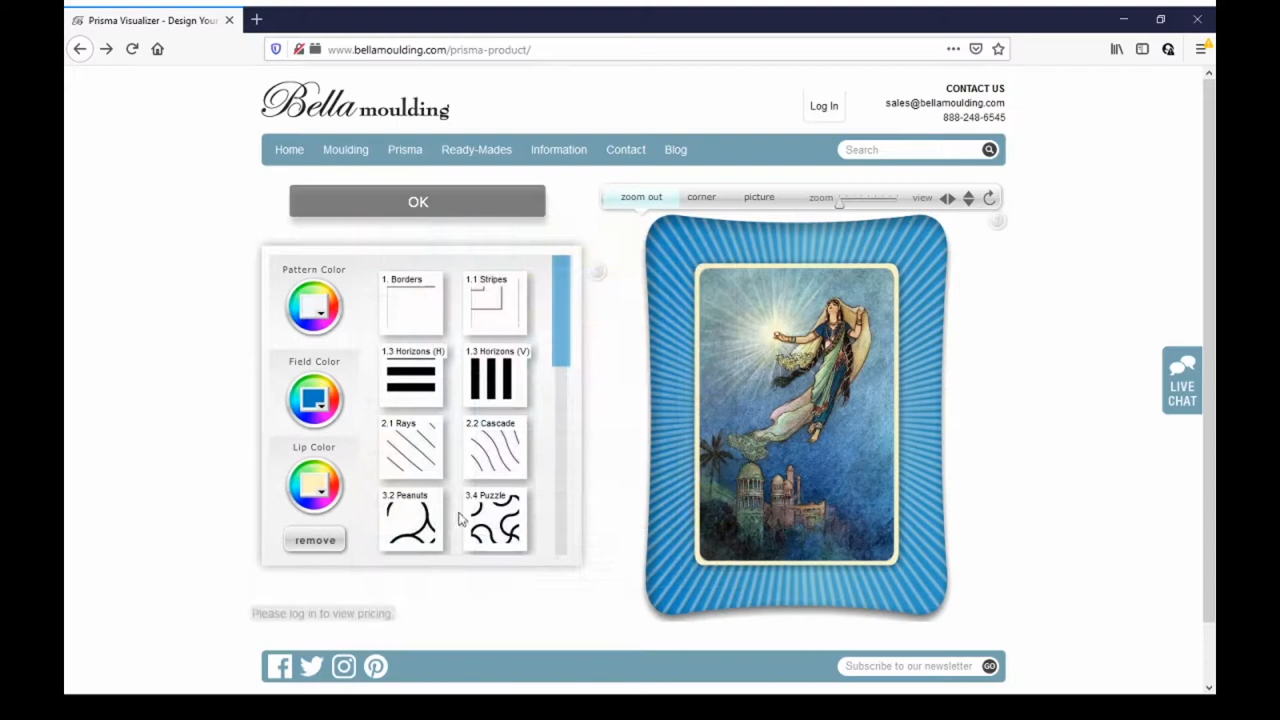 Prisma Visualizer - Design Your
www.bellamoulding.com/prisma-product/
Bella moulding
Log In
CONTACT US
sales@bellamoulding.com
888-248-6545
Home
Moulding
Prisma
Ready-Mades
Information
Contact
Blog
Search
OK
zoom out
corner
picture
zoom
view
Pattern Color
Field Color
Lip Color
remove
1. Borders
1.1 Stripes
1.3 Horizons (H)
1.3 Horizons (V)
2.1 Rays
2.2 Cascade
3.2 Peanuts
3.4 Puzzle
LIVE
CHAT
Please log in to view pricing.
Subscribe to our newsletter
GO